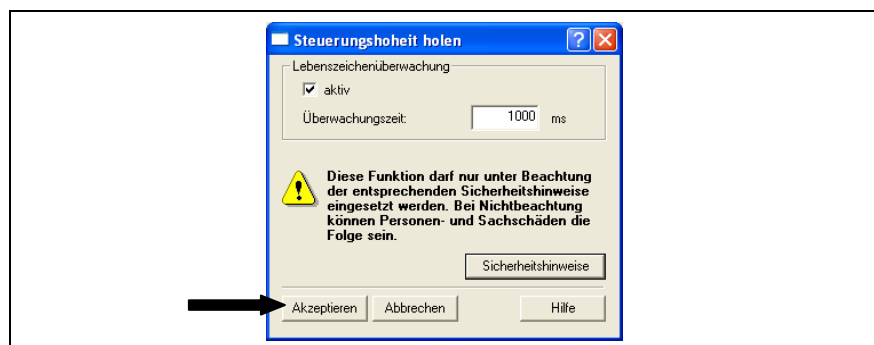 Steuerungshoheit holen
Lebenszeichenüberwachung
aktiv
Überwachungszeit: 1000 ms
Diese Funktion darf nur unter Beachtung
der entsprechenden Sicherheitshinweise
eingesetzt werden. Bei Nichtbeachtung
können Personen- und Sachschäden die
Folge sein.
Sicherheitshinweise
Akzeptieren Abbrechen Hilfe